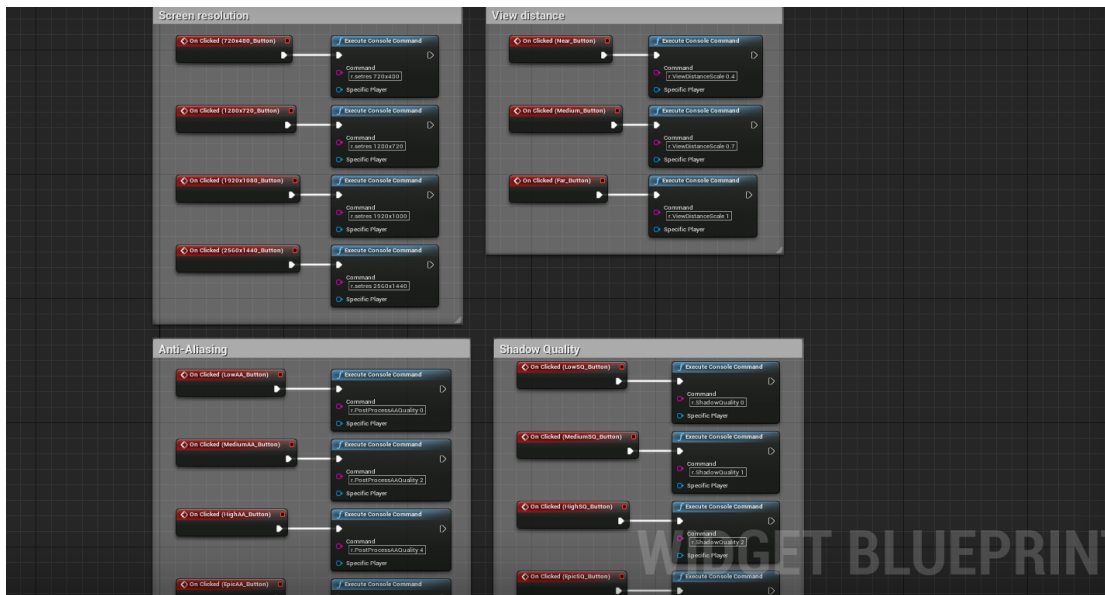 Screen resolution
On Clicked (720x480_Button)
Execute Console Command
Command
r.setres 720x480
Specific Player
On Clicked (1280x720_Button)
Execute Console Command
Command
r.setres 1280x720
Specific Player
On Clicked (1920x1080_Button)
Execute Console Command
Command
r.setres 1920x1080
Specific Player
On Clicked (2560x1440_Button)
Execute Console Command
Command
r.setres 2560x1440
Specific Player
View distance
On Clicked (Near_Button)
Execute Console Command
Command
r.ViewDistanceScale 0.4
Specific Player
On Clicked (Medium_Button)
Execute Console Command
Command
r.ViewDistanceScale 0.7
Specific Player
On Clicked (Far_Button)
Execute Console Command
Command
r.ViewDistanceScale 1
Specific Player
Anti-Aliasing
On Clicked (LowAA_Button)
Execute Console Command
Command
r.PostProcessAAQuality 0
Specific Player
On Clicked (MediumAA_Button)
Execute Console Command
Command
r.PostProcessAAQuality 2
Specific Player
On Clicked (HighAA_Button)
Execute Console Command
Command
r.PostProcessAAQuality 4
Specific Player
On Clicked (EpicAA_Button)
Execute Console Command
Shadow Quality
On Clicked (LowSQ_Button)
Execute Console Command
Command
r.ShadowQuality 0
Specific Player
On Clicked (MediumSQ_Button)
Execute Console Command
Command
r.ShadowQuality 1
Specific Player
On Clicked (HighSQ_Button)
Execute Console Command
Command
r.ShadowQuality 2
Specific Player
On Clicked (EpicSQ_Button)
Execute Console Command
WIDGET BLUEPRINT